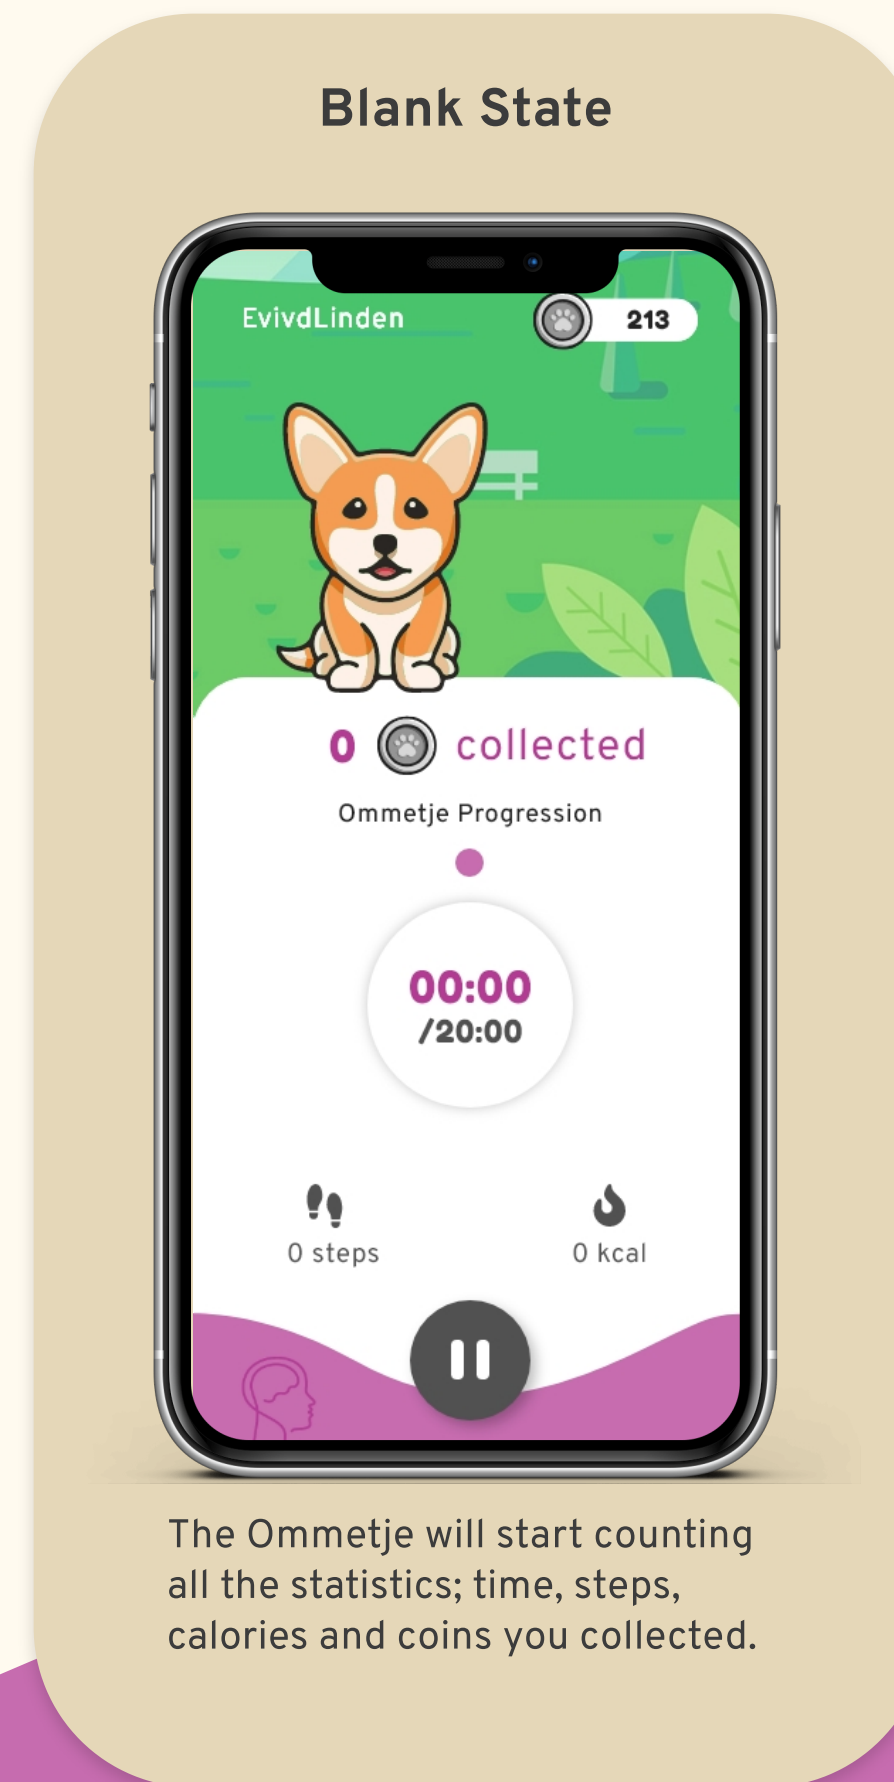 Blank State
EvivdLinden
213
0 collected
Ommetje Progression
00:00
/20:00
0 steps
0 kcal
The Ommetje will start counting
all the statistics; time, steps,
calories and coins you collected.